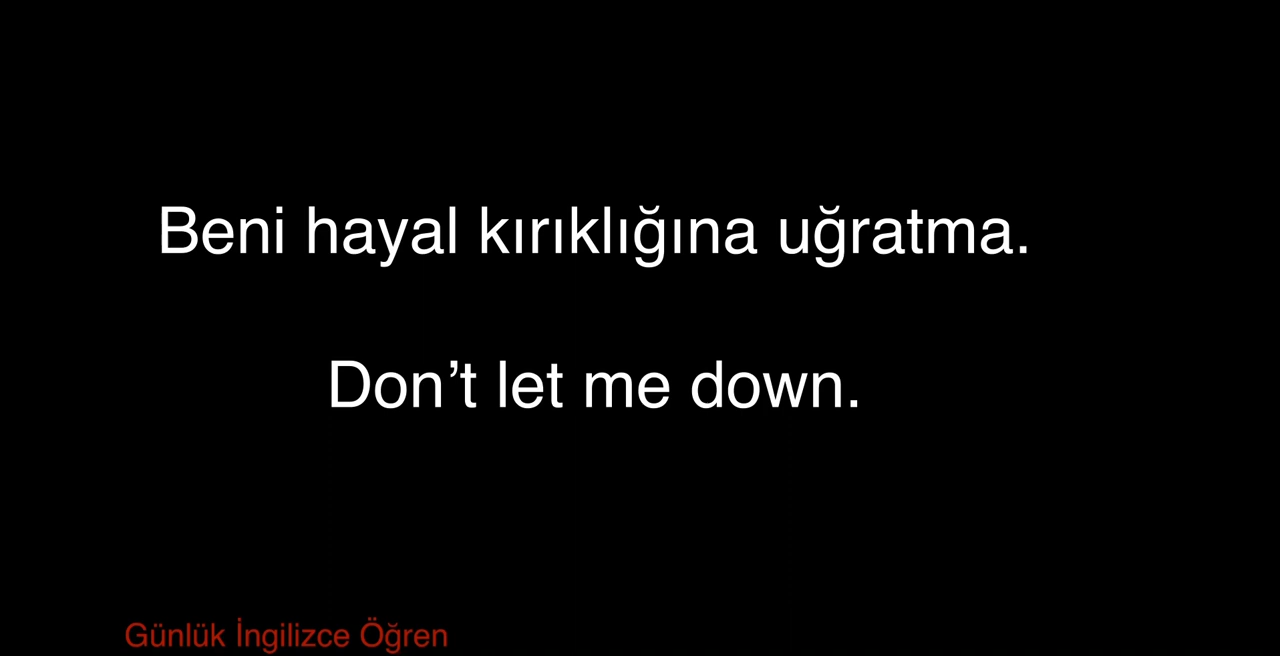 Beni hayal kırıklığına uğratma.
Don’t let me down.
Günlük İngilizce Öğren